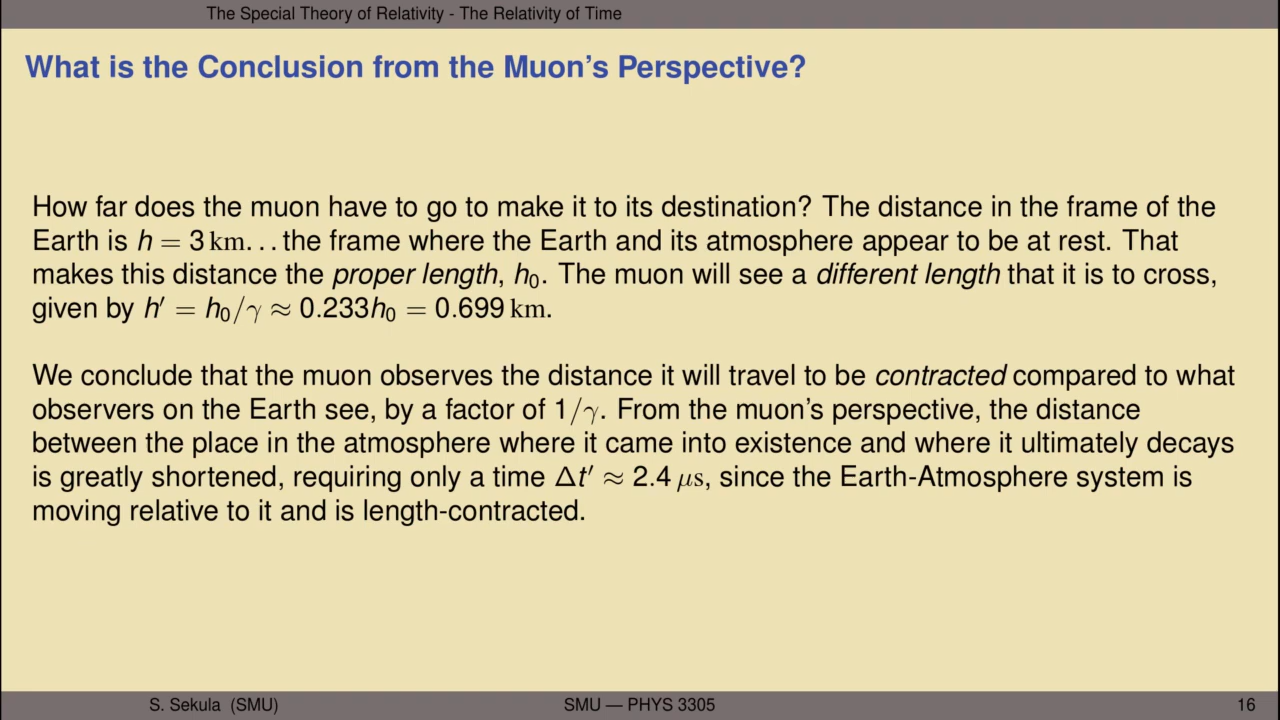 The Special Theory of Relativity - The Relativity of Time
What is the Conclusion from the Muon's Perspective?
How far does the muon have to go to make it to its destination? The distance in the frame of the
Earth is h = 3 km. . . the frame where the Earth and its atmosphere appear to be at rest. That
makes this distance the proper length, h₀. The muon will see a different length that it is to cross,
given by h′ = h₀/γ ≈ 0.233h₀ = 0.699 km.
We conclude that the muon observes the distance it will travel to be contracted compared to what
observers on the Earth see, by a factor of 1/γ. From the muon's perspective, the distance
between the place in the atmosphere where it came into existence and where it ultimately decays
is greatly shortened, requiring only a time Δt′ ≈ 2.4 μs, since the Earth-Atmosphere system is
moving relative to it and is length-contracted.
S. Sekula (SMU) SMU — PHYS 3305 16